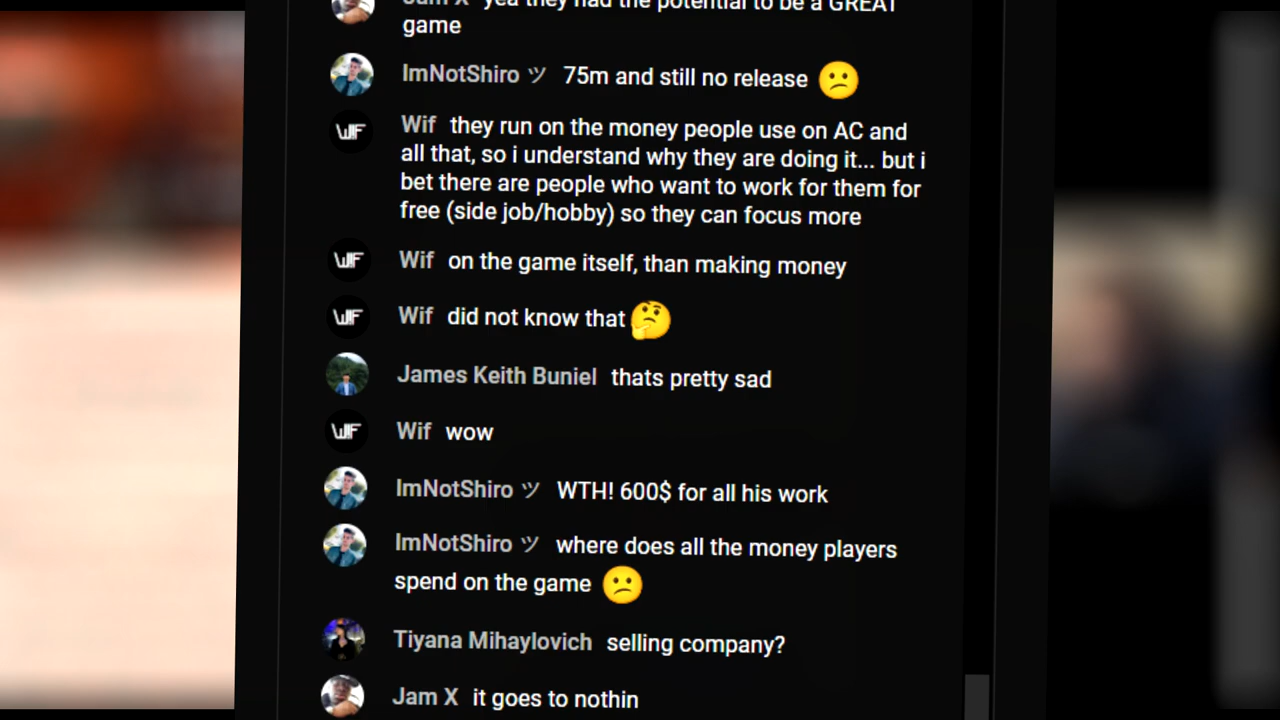 Jam X yea they had the potential to be a GREAT
game
ImNotShiro ツ 75m and still no release
WIF
Wif they run on the money people use on AC and
all that, so i understand why they are doing it... but i
bet there are people who want to work for them for
free (side job/hobby) so they can focus more
WIF
Wif on the game itself, than making money
WIF
Wif did not know that
James Keith Buniel thats pretty sad
WIF
Wif wow
ImNotShiro ツ WTH! 600$ for all his work
ImNotShiro ツ where does all the money players
spend on the game
Tiyana Mihaylovich selling company?
Jam X it goes to nothin